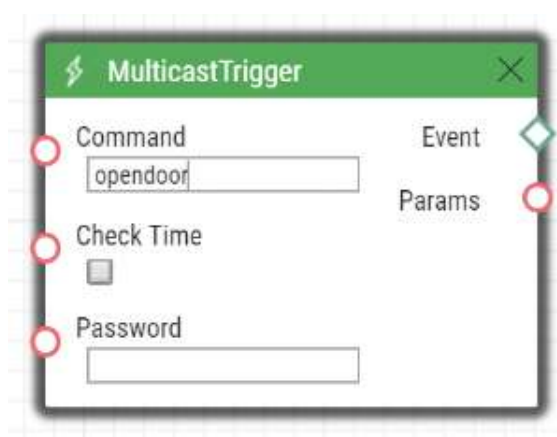 MulticastTrigger
Command
Event
opendoor
Params
Check Time
Password